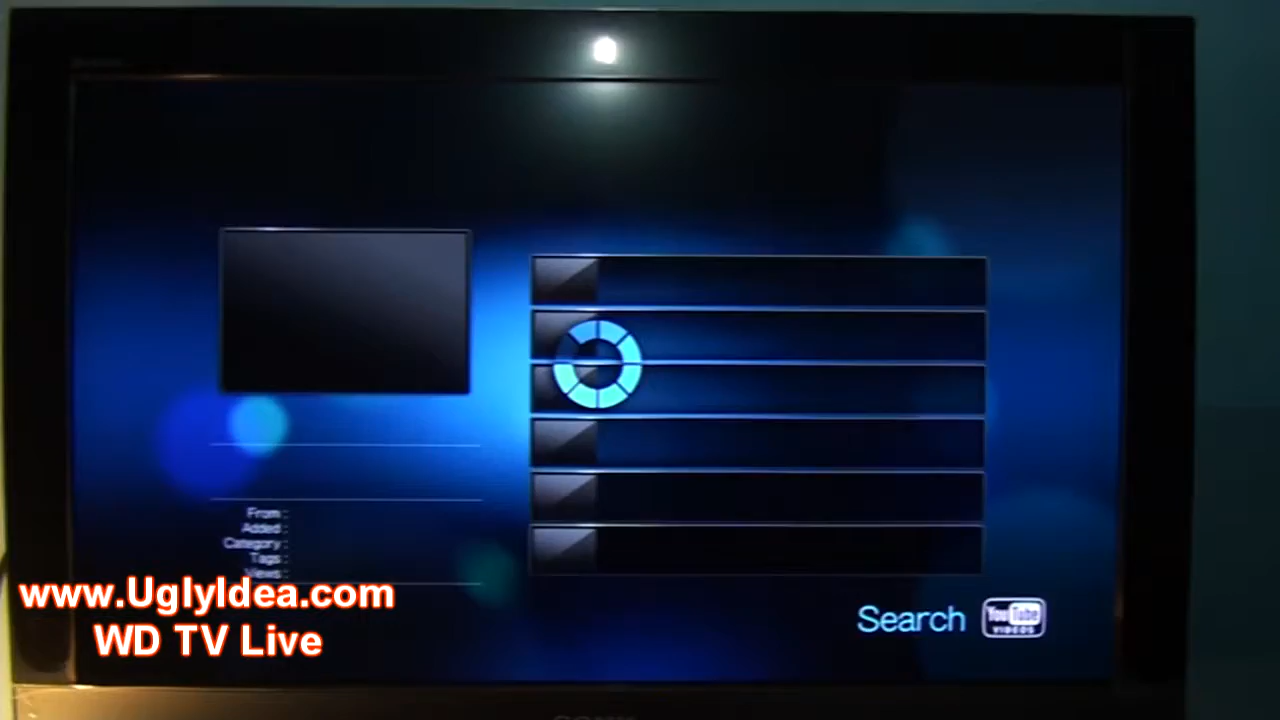 From :
Added :
Category :
Tags :
Views :
www.UglyIdea.com
WD TV Live
Search
YouTube
VIDEOS